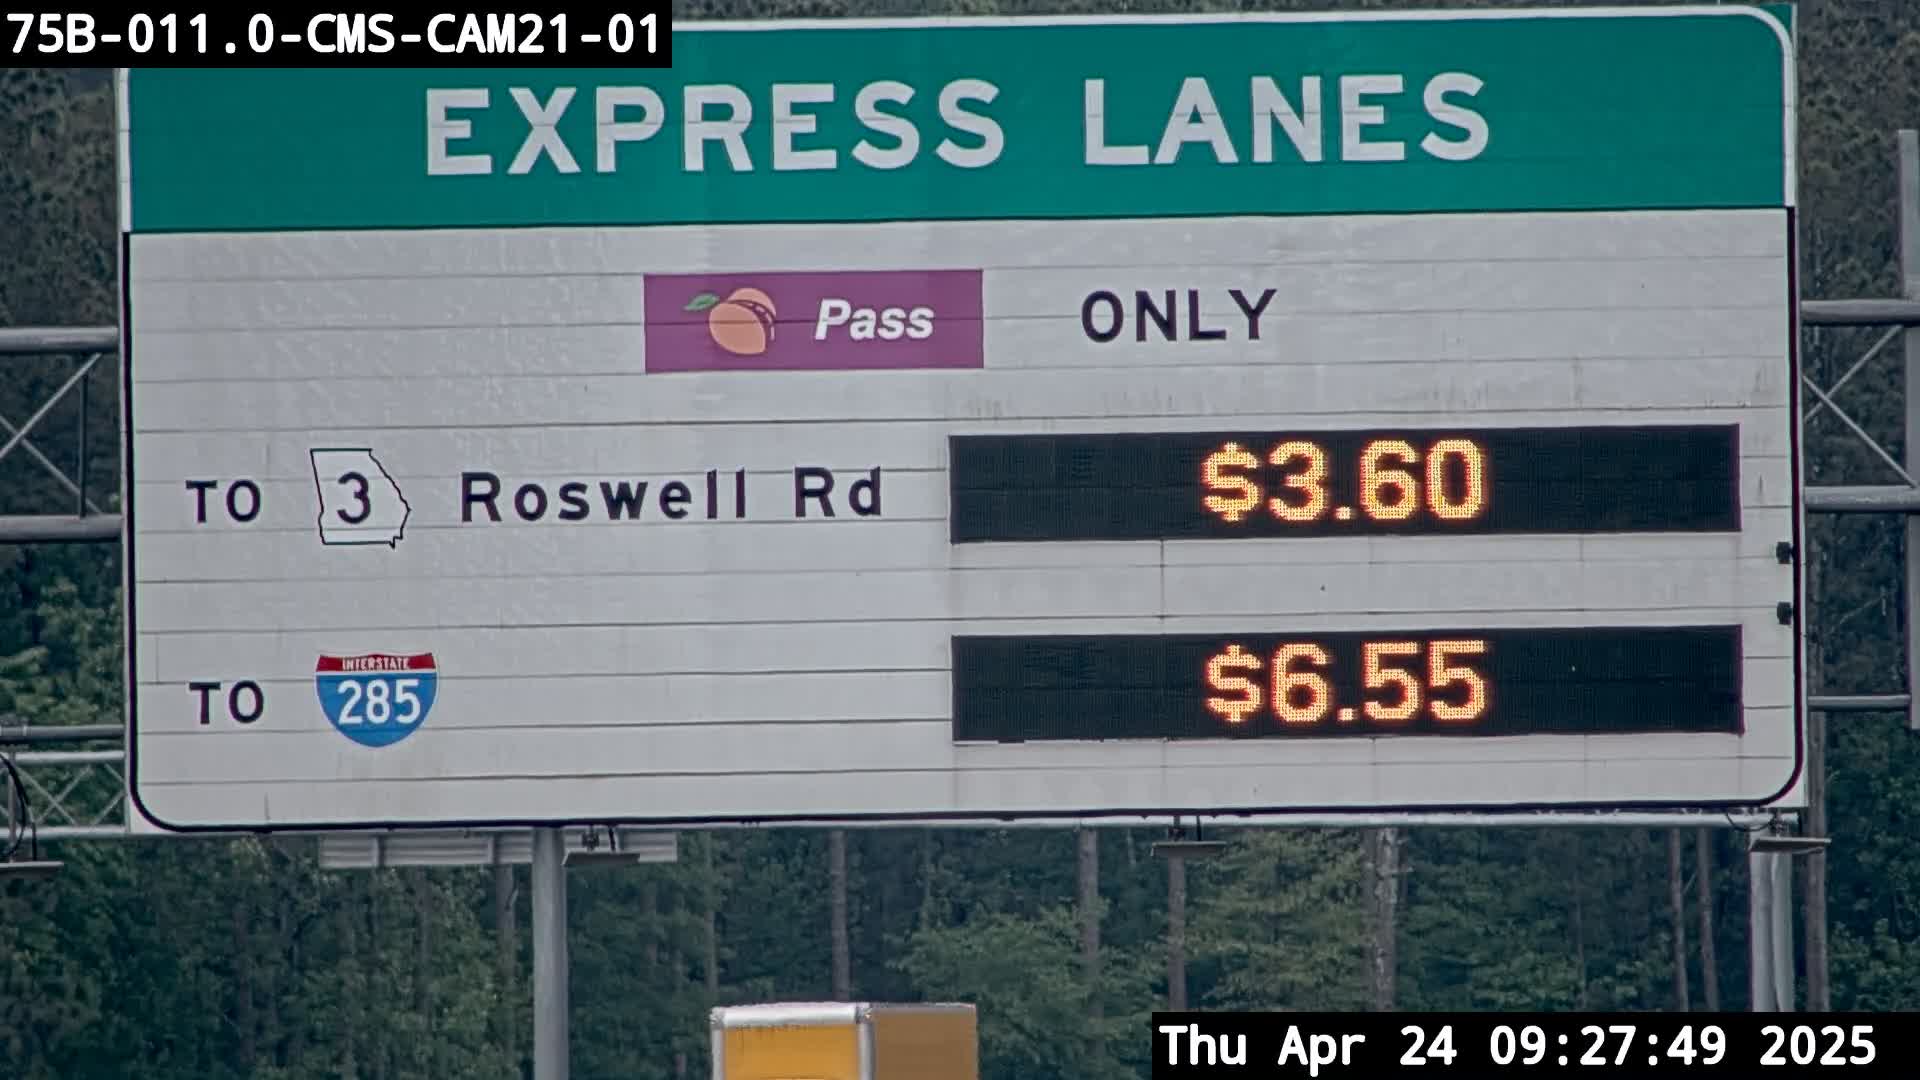 75B-011.0-CMS-CAM21-01
EXPRESS LANES
Pass ONLY
TO 3 Roswell Rd $3.60
INTERSTATE
TO 285 $6.55
Thu Apr 24 09:27:49 2025